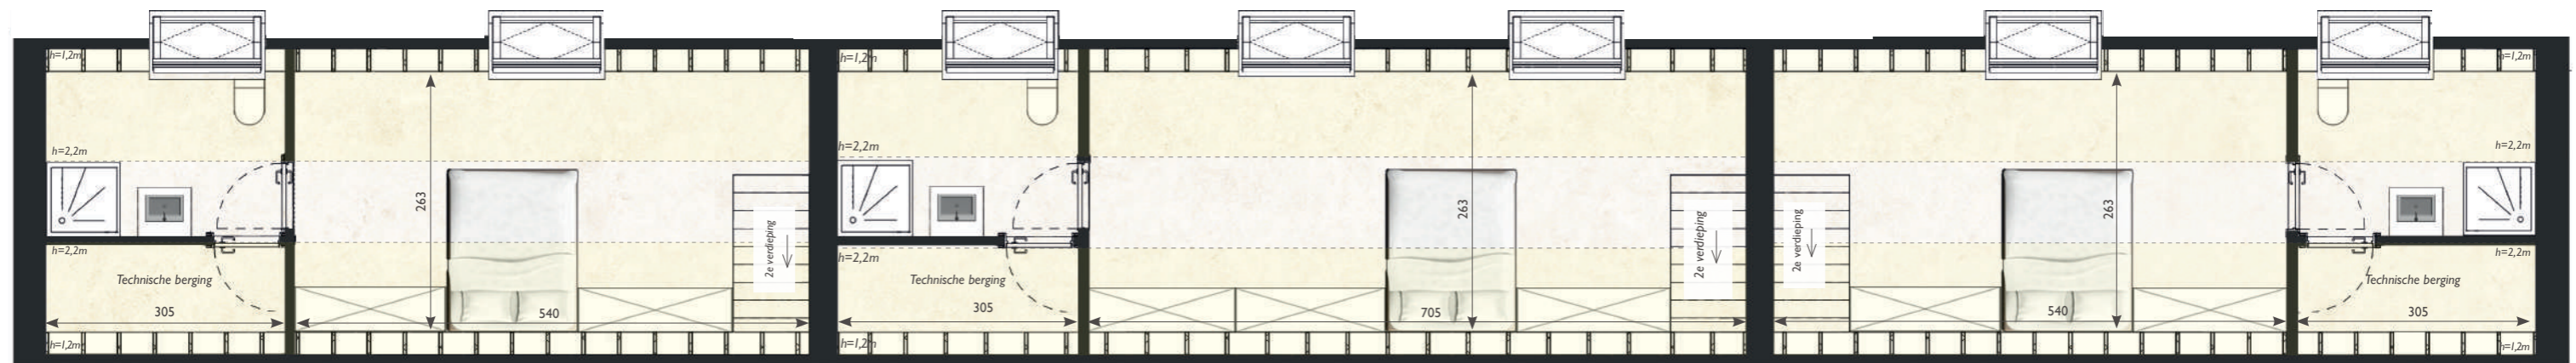 h=1,2m
h=2,2m
h=2,2m
Technische berging
305
h=1,2m
263
540
2e verdieping
h=1,2m
h=2,2m
h=2,2m
Technische berging
305
h=1,2m
263
705
2e verdieping
2e verdieping
263
540
h=1,2m
h=2,2m
h=2,2m
Technische berging
305
h=1,2m